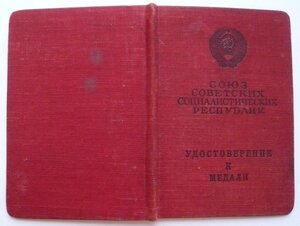 СОЮЗ
СОВЕТСКИХ
СОЦИАЛИСТИЧЕСКИХ
РЕСПУБЛИК
УДОСТОВЕРЕНИЕ
К
МЕДАЛИ